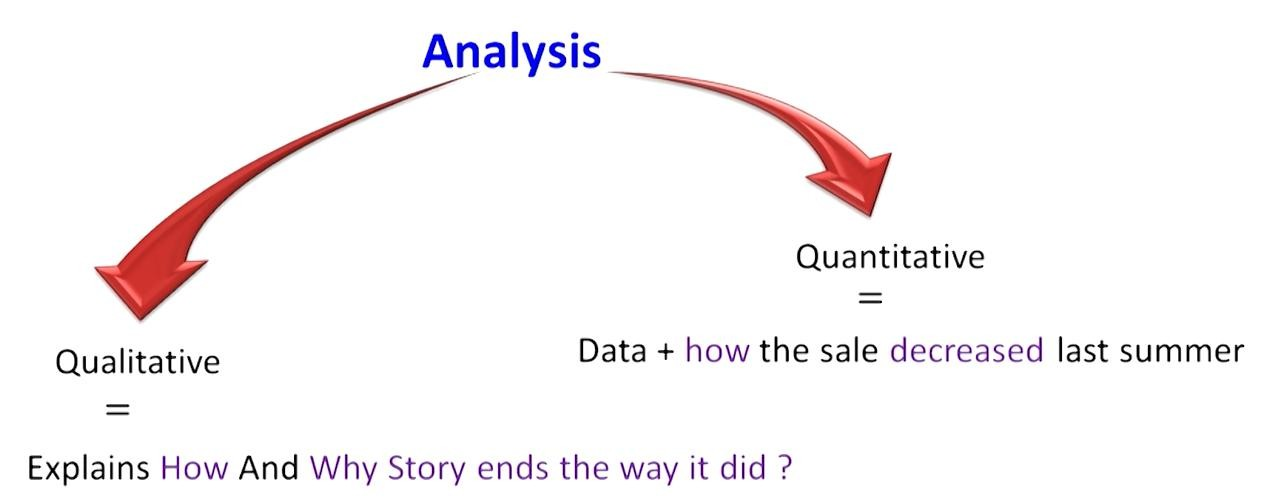 Analysis
Quantitative
=
Data + how the sale decreased last summer
Qualitative
=
Explains How And Why Story ends the way it did ?